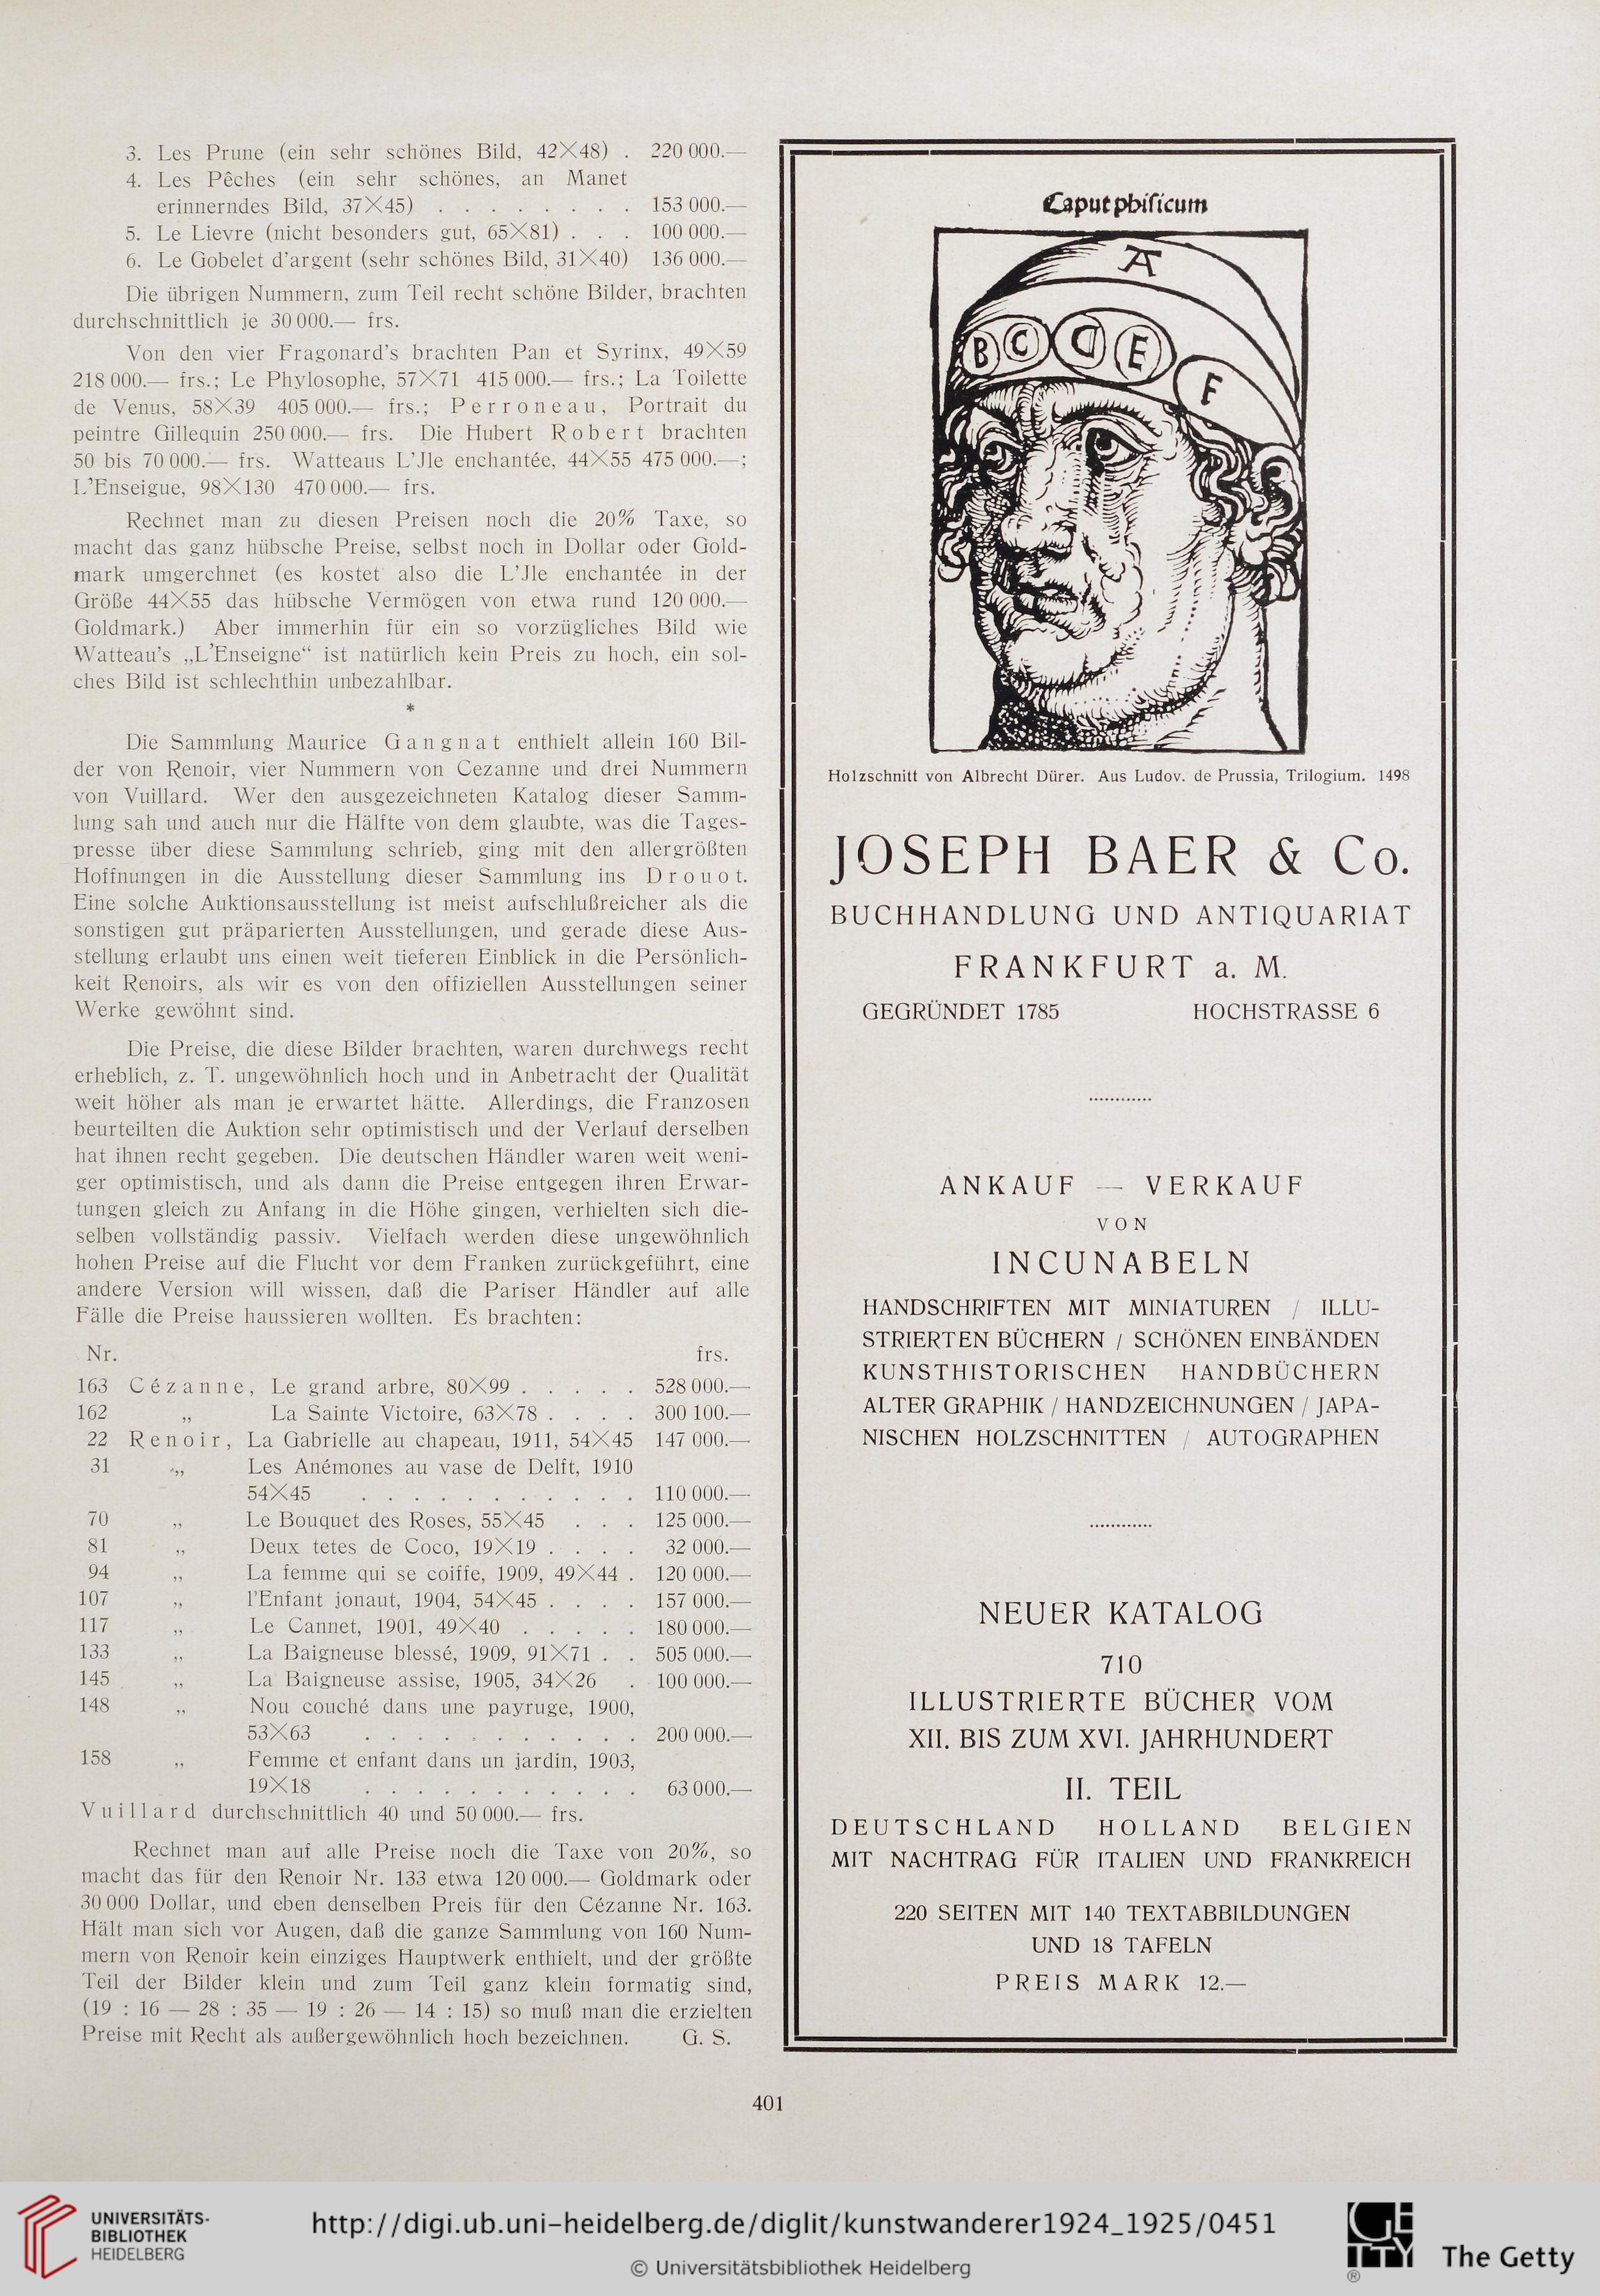 3. Les Prune (ein sehr schönes Bild, 42×48) . 220 000.—
4. Les Pêches (ein sehr schönes, an Manet
erinnerndes Bild, 37×45) . . . . . . . . 153 000.—
5. Le Lievre (nicht besonders gut, 65×81) . . . 100 000.—
6. Le Gobelet d'argent (sehr schönes Bild, 31×40) 136 000.—
Die übrigen Nummern, zum Teil recht schöne Bilder, brachten
durchschnittlich je 30 000.— frs.
Von den vier Fragonard's brachten Pan et Syrinx, 49×59
218 000.— frs.; Le Phylosophe, 57×71 415 000.— frs.; La Toilette
de Venus, 58×39 405 000.— frs.; Perroneau, Portrait du
peintre Gillequin 250 000.— frs. Die Hubert Robert brachten
50 bis 70 000.— frs. Watteaus L'Jle enchantée, 44×55 475 000.—;
L'Enseigue, 98×130 470 000.— frs.
Rechnet man zu diesen Preisen noch die 20% Taxe, so
macht das ganz hübsche Preise, selbst noch in Dollar oder Gold-
mark umgerchnet (es kostet also die L'Jle enchantée in der
Größe 44×55 das hübsche Vermögen von etwa rund 120 000.—
Goldmark.) Aber immerhin für ein so vorzügliches Bild wie
Watteau's „L'Enseigne“ ist natürlich kein Preis zu hoch, ein sol-
ches Bild ist schlechthin unbezahlbar.
*
Die Sammlung Maurice Gangnat enthielt allein 160 Bil-
der von Renoir, vier Nummern von Cezanne und drei Nummern
von Vuillard. Wer den ausgezeichneten Katalog dieser Samm-
lung sah und auch nur die Hälfte von dem glaubte, was die Tages-
presse über diese Sammlung schrieb, ging mit den allergrößten
Hoffnungen in die Ausstellung dieser Sammlung ins Drouot.
Eine solche Auktionsausstellung ist meist aufschlußreicher als die
sonstigen gut präparierten Ausstellungen, und gerade diese Aus-
stellung erlaubt uns einen weit tieferen Einblick in die Persönlich-
keit Renoirs, als wir es von den offiziellen Ausstellungen seiner
Werke gewöhnt sind.
Die Preise, die diese Bilder brachten, waren durchwegs recht
erheblich, z. T. ungewöhnlich hoch und in Anbetracht der Qualität
weit höher als man je erwartet hätte. Allerdings, die Franzosen
beurteilten die Auktion sehr optimistisch und der Verlauf derselben
hat ihnen recht gegeben. Die deutschen Händler waren weit weni-
ger optimistisch, und als dann die Preise entgegen ihren Erwar-
tungen gleich zu Anfang in die Höhe gingen, verhielten sich die-
selben vollständig passiv. Vielfach werden diese ungewöhnlich
hohen Preise auf die Flucht vor dem Franken zurückgeführt, eine
andere Version will wissen, daß die Pariser Händler auf alle
Fälle die Preise haussieren wollten. Es brachten:
Nr. frs.
163 Cézanne, Le grand arbre, 80×99 . . . . . 528 000.—
162 „ La Sainte Victoire, 63×78 . . . . 300 100.—
22 Renoir, La Gabrielle au chapeau, 1911, 54×45 147 000.—
31 „ Les Anémones au vase de Delft, 1910
54×45 . . . . . . . . . . . 110 000.—
70 „ Le Bouquet des Roses, 55×45 . . . 125 000.—
81 „ Deux tetes de Coco, 19×19 . . . . 32 000.—
94 „ La femme qui se coiffe, 1909, 49×44 . 120 000.—
107 „ l'Enfant jonaut, 1904, 54×45 . . . . 157 000.—
117 „ Le Cannet, 1901, 49×40 . . . . . 180 000.—
133 „ La Baigneuse blessé, 1909, 91×71 . . 505 000.—
145 „ La Baigneuse assise, 1905, 34×26 . 100 000.—
148 „ Nou couché dans une payruge, 1900,
53×63 . . . . . . . . . . . 200 000.—
158 „ Femme et enfant dans un jardin, 1903,
19×18 . . . . . . . . . . . 63 000.—
Vuillard durchschnittlich 40 und 50 000.— frs.
Rechnet man auf alle Preise noch die Taxe von 20%, so
macht das für den Renoir Nr. 133 etwa 120 000.— Goldmark oder
30 000 Dollar, und eben denselben Preis für den Cézanne Nr. 163.
Hält man sich vor Augen, daß die ganze Sammlung von 160 Num-
mern von Renoir kein einziges Hauptwerk enthielt, und der größte
Teil der Bilder klein und zum Teil ganz klein formatig sind,
(19 : 16 — 28 : 35 — 19 : 26 — 14 : 15) so muß man die erzielten
Preise mit Recht als außergewöhnlich hoch bezeichnen. G. S.
Caput phisicum
A
B C D E F
Holzschnitt von Albrecht Dürer. Aus Ludov. de Prussia, Trilogium. 1498
JOSEPH BAER & Co.
BUCHHANDLUNG UND ANTIQUARIAT
FRANKFURT a. M.
GEGRÜNDET 1785 HOCHSTRASSE 6
ANKAUF — VERKAUF
VON
INCUNABELN
HANDSCHRIFTEN MIT MINIATUREN / ILLU-
STRIERTEN BÜCHERN / SCHÖNEN EINBÄNDEN
KUNSTHISTORISCHEN HANDBÜCHERN
ALTER GRAPHIK / HANDZEICHNUNGEN / JAPA-
NISCHEN HOLZSCHNITTEN / AUTOGRAPHEN
NEUER KATALOG
710
ILLUSTRIERTE BÜCHER VOM
XII. BIS ZUM XVI. JAHRHUNDERT
II. TEIL
DEUTSCHLAND HOLLAND BELGIEN
MIT NACHTRAG FÜR ITALIEN UND FRANKREICH
220 SEITEN MIT 140 TEXTABBILDUNGEN
UND 18 TAFELN
PREIS MARK 12.—
401
UNIVERSITÄTS-
BIBLIOTHEK
HEIDELBERG
http://digi.ub.uni-heidelberg.de/diglit/kunstwanderer1924_1925/0451
© Universitätsbibliothek Heidelberg
GETTY
®
The Getty